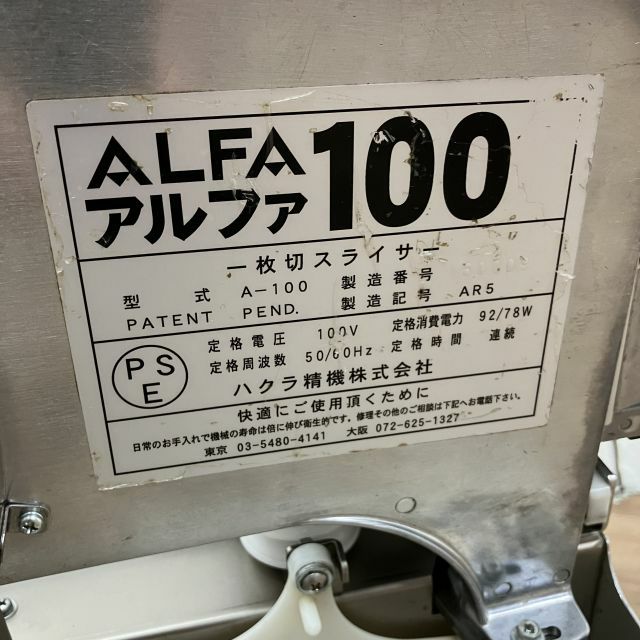 ALFA 100
アルファ
一枚切スライサー
型式 A-100 製造番号
PATENT PEND. 製造記号 AR5
定格電圧 100V 定格消費電力 92/78W
定格周波数 50/60Hz 定格時間 連続
PSE
ハクラ精機株式会社
快適にご使用頂くために
日常のお手入れで機械の寿命は倍に伸び衛生的です。修理その他のご相談は下記へお電話下さい。
東京 03-5480-4141 大阪 072-625-1327